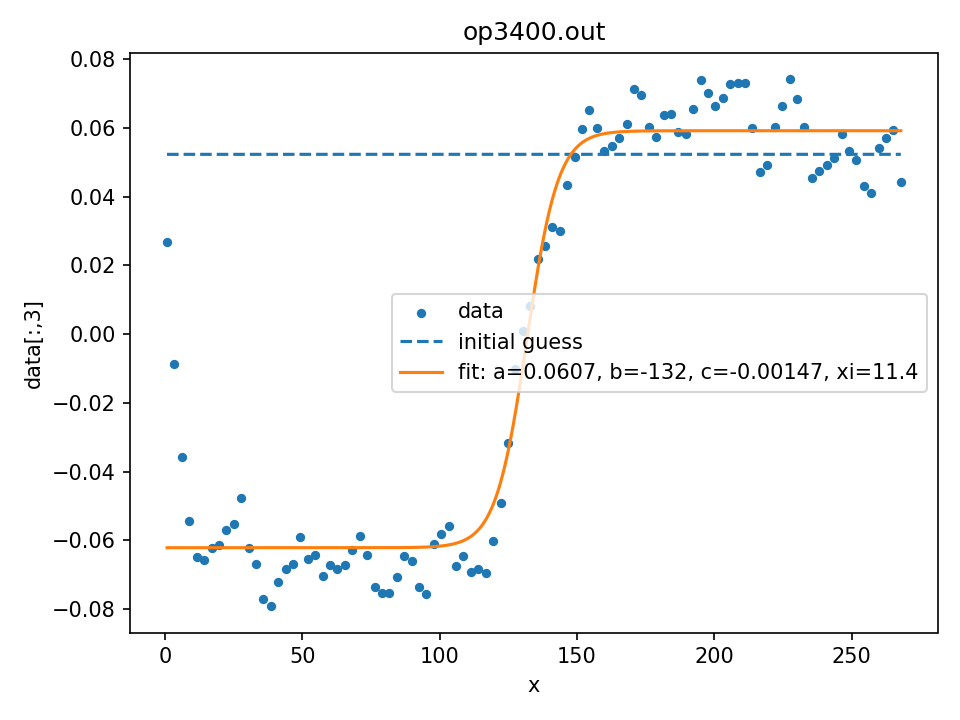 op3400.out
0.08
0.06
0.04
0.02
0.00
−0.02
−0.04
−0.06
−0.08
data[:,3]
data
initial guess
fit: a=0.0607, b=-132, c=-0.00147, xi=11.4
0 50 100 150 200 250
x